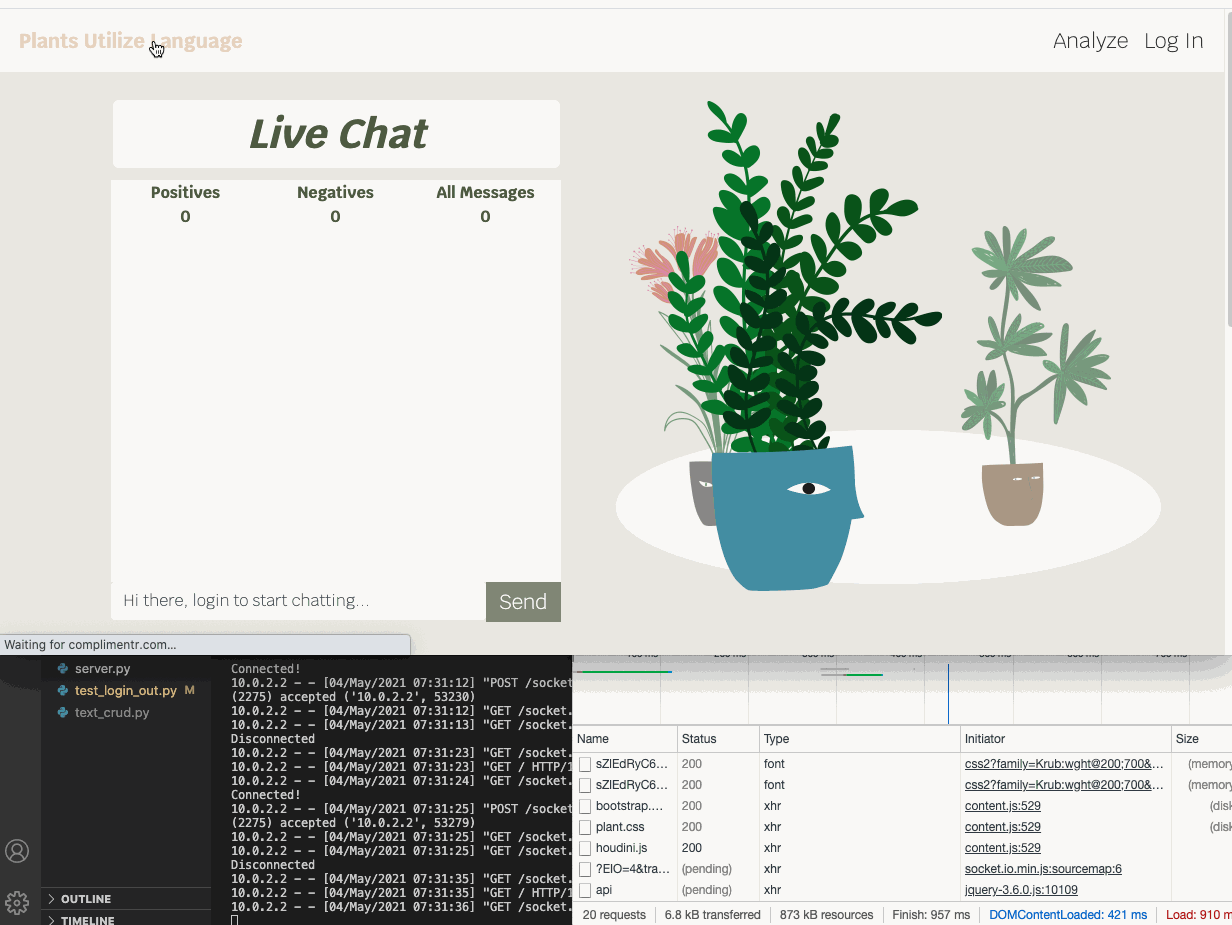 Plants Utilize Language
Analyze Log In
Live Chat
Positives Negatives All Messages
0 0 0
Hi there, login to start chatting...
Send
Waiting for complimentr.com...
server.py
test_login_out.py M
text_crud.py
OUTLINE
TIMELINE
Connected!
10.0.2.2 - - [04/May/2021 07:31:12] "POST /socket
(2275) accepted ('10.0.2.2', 53230)
10.0.2.2 - - [04/May/2021 07:31:12] "GET /socket.
10.0.2.2 - - [04/May/2021 07:31:13] "GET /socket.
Disconnected
10.0.2.2 - - [04/May/2021 07:31:23] "GET /socket.
10.0.2.2 - - [04/May/2021 07:31:23] "GET / HTTP/1
10.0.2.2 - - [04/May/2021 07:31:24] "GET /socket.
Connected!
10.0.2.2 - - [04/May/2021 07:31:25] "POST /socket
(2275) accepted ('10.0.2.2', 53279)
10.0.2.2 - - [04/May/2021 07:31:25] "GET /socket.
10.0.2.2 - - [04/May/2021 07:31:25] "GET /socket.
Disconnected
10.0.2.2 - - [04/May/2021 07:31:35] "GET /socket.
10.0.2.2 - - [04/May/2021 07:31:35] "GET / HTTP/1
10.0.2.2 - - [04/May/2021 07:31:36] "GET /socket.
Name Status Type Initiator Size
sZlEdRyC6... 200 font css2?family=Krub:wght@200;700&... (memory
sZlEdRyC6... 200 font css2?family=Krub:wght@200;700&... (memory
bootstrap.... 200 xhr content.js:529 (disk
plant.css 200 xhr content.js:529 (disk
houdini.js 200 xhr content.js:529
?EIO=4&tra... (pending) xhr socket.io.min.js:sourcemap:6
api (pending) xhr jquery-3.6.0.js:10109
20 requests 6.8 kB transferred 873 kB resources Finish: 957 ms DOMContentLoaded: 421 ms Load: 910 m